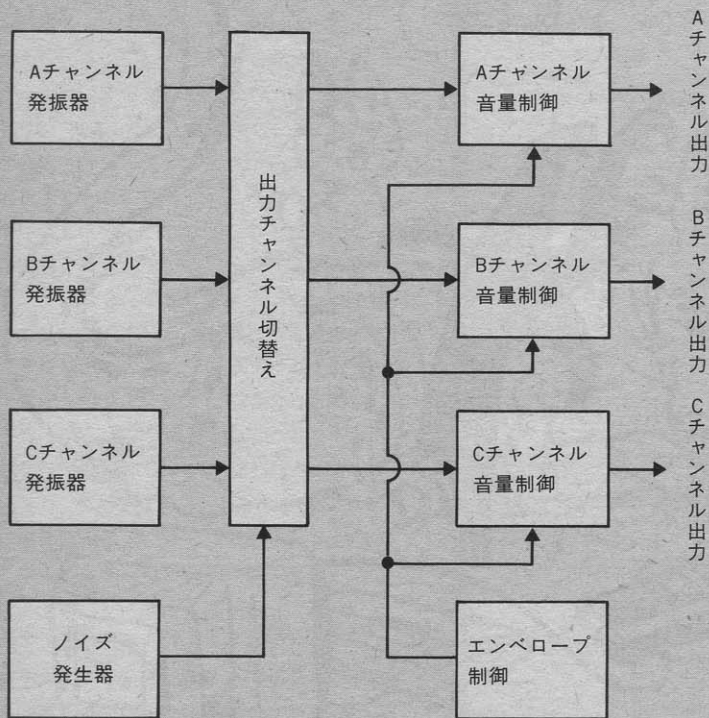 Aチャンネル
発振器
Bチャンネル
発振器
Cチャンネル
発振器
ノイズ
発生器
出力チャンネル切替え
Aチャンネル
音量制御
Bチャンネル
音量制御
Cチャンネル
音量制御
エンベロープ
制御
Aチャンネル出力
Bチャンネル出力
Cチャンネル出力